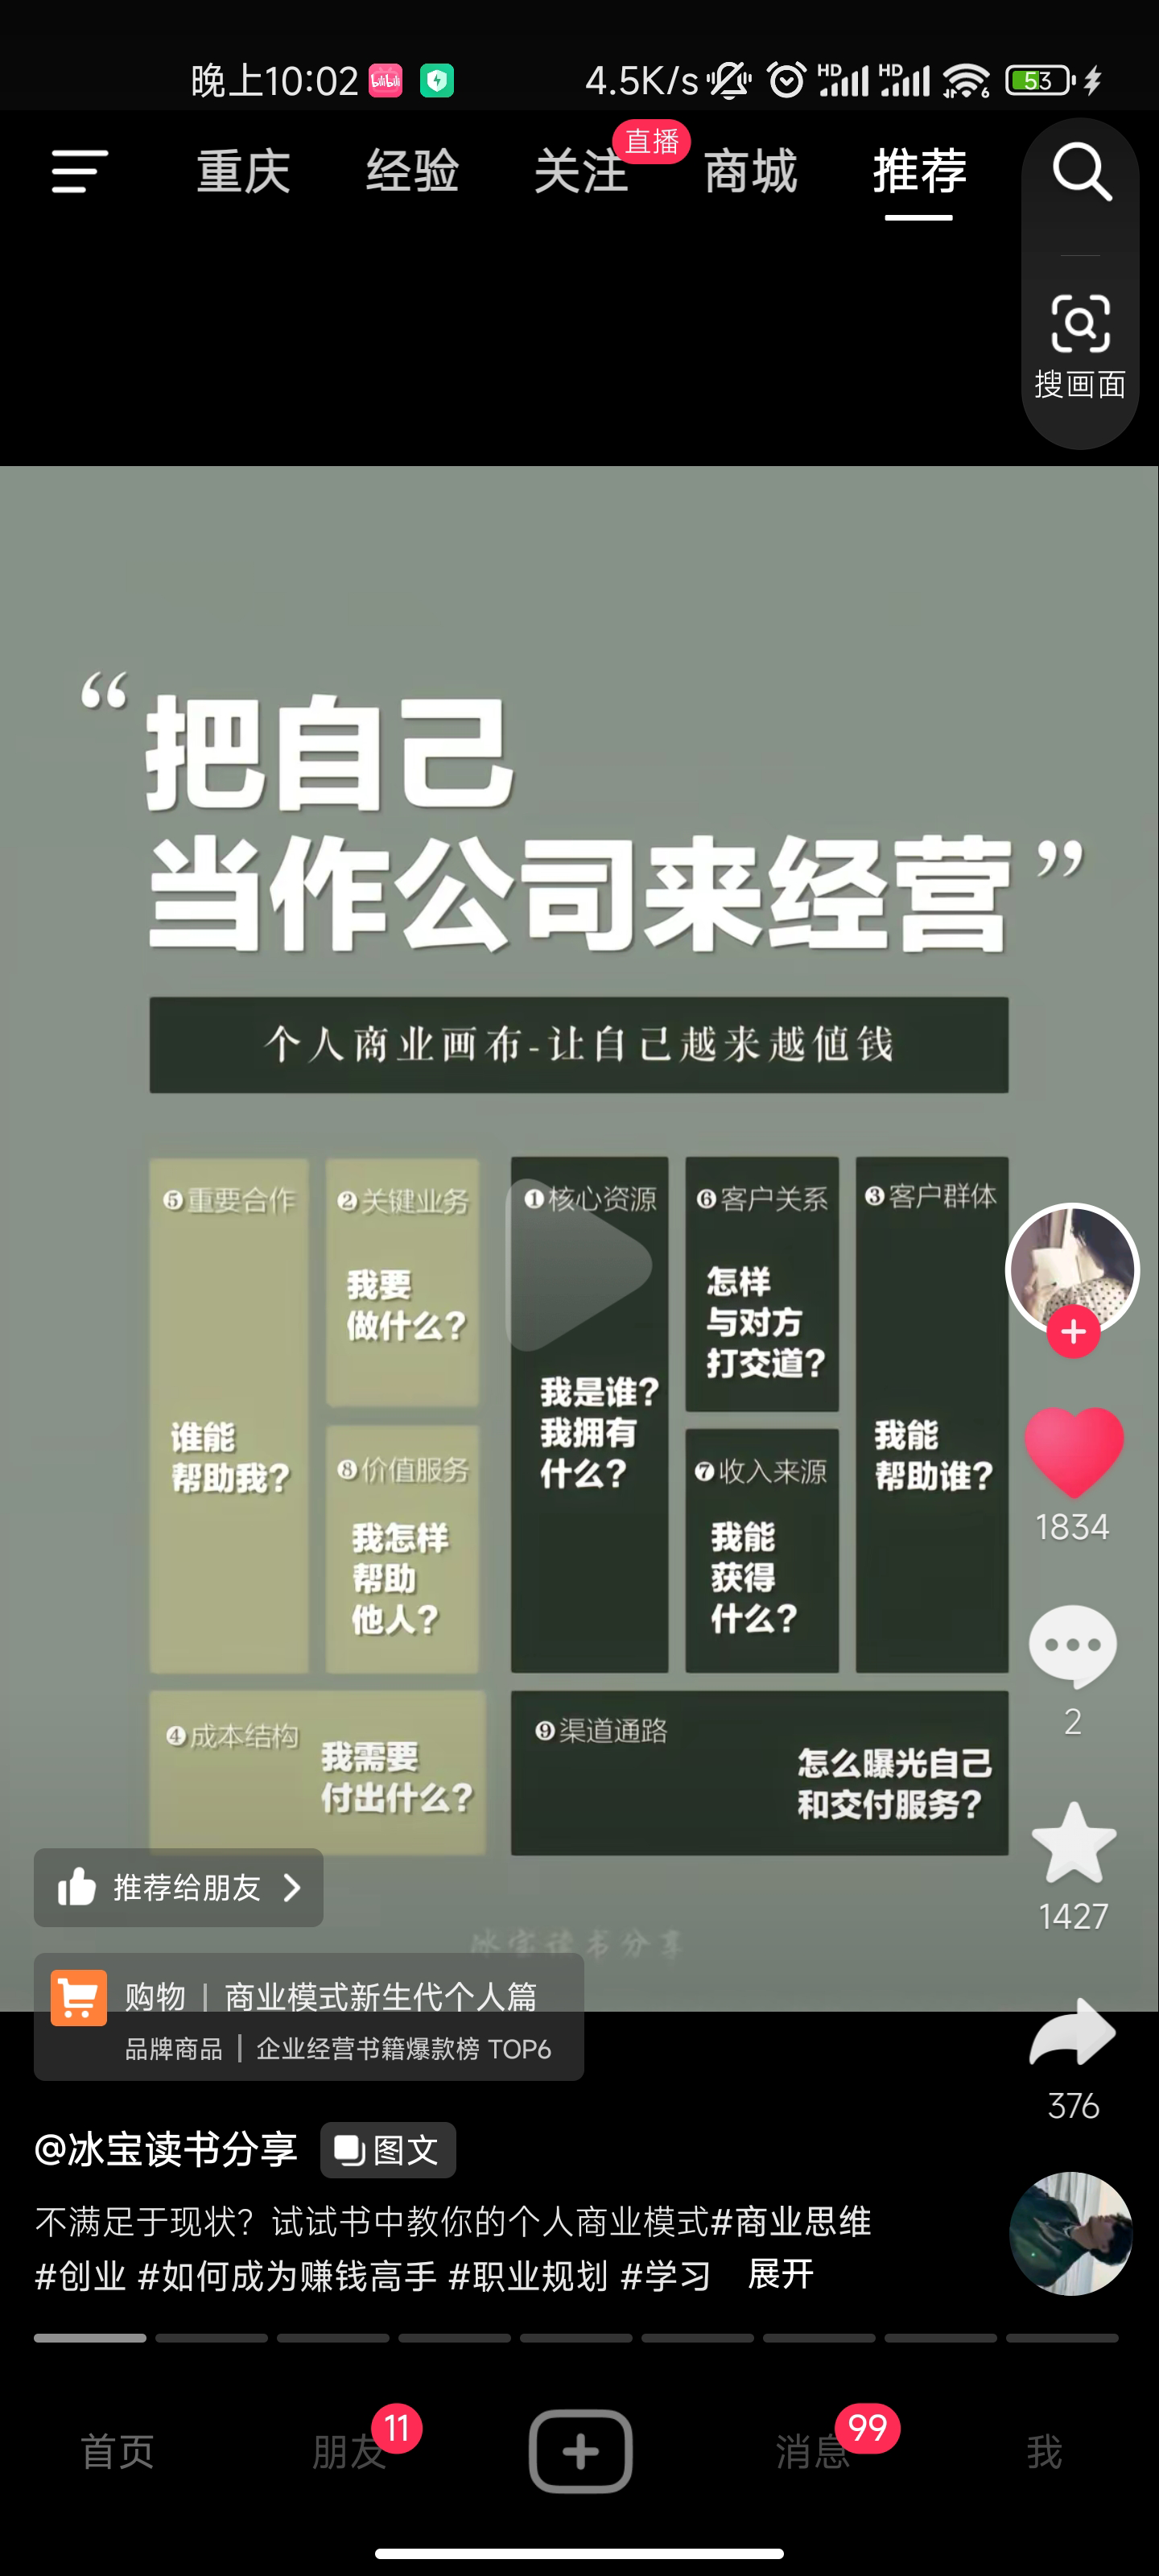 晚上10:02 bilibili 4.5K/s HD HD 6 53
重庆 经验 关注 直播 商城 推荐
搜画面
“把自己
当作公司来经营”
个人商业画布-让自己越来越值钱
❺重要合作
谁能
帮助我?
❷关键业务
我要
做什么?
❽价值服务
我怎样
帮助
他人?
❶核心资源
我是谁?
我拥有
什么?
❻客户关系
怎样
与对方
打交道?
❼收入来源
我能
获得
什么?
❸客户群体
我能
帮助谁?
❹成本结构
我需要
付出什么?
❾渠道通路
怎么曝光自己
和交付服务?
1834
2
1427
376
推荐给朋友
冰宝读书分享
购物 | 商业模式新生代个人篇
品牌商品 | 企业经营书籍爆款榜 TOP6
@冰宝读书分享 图文
不满足于现状？试试书中教你的个人商业模式#商业思维
#创业 #如何成为赚钱高手 #职业规划 #学习 展开
首页 朋友 11 消息 99 我